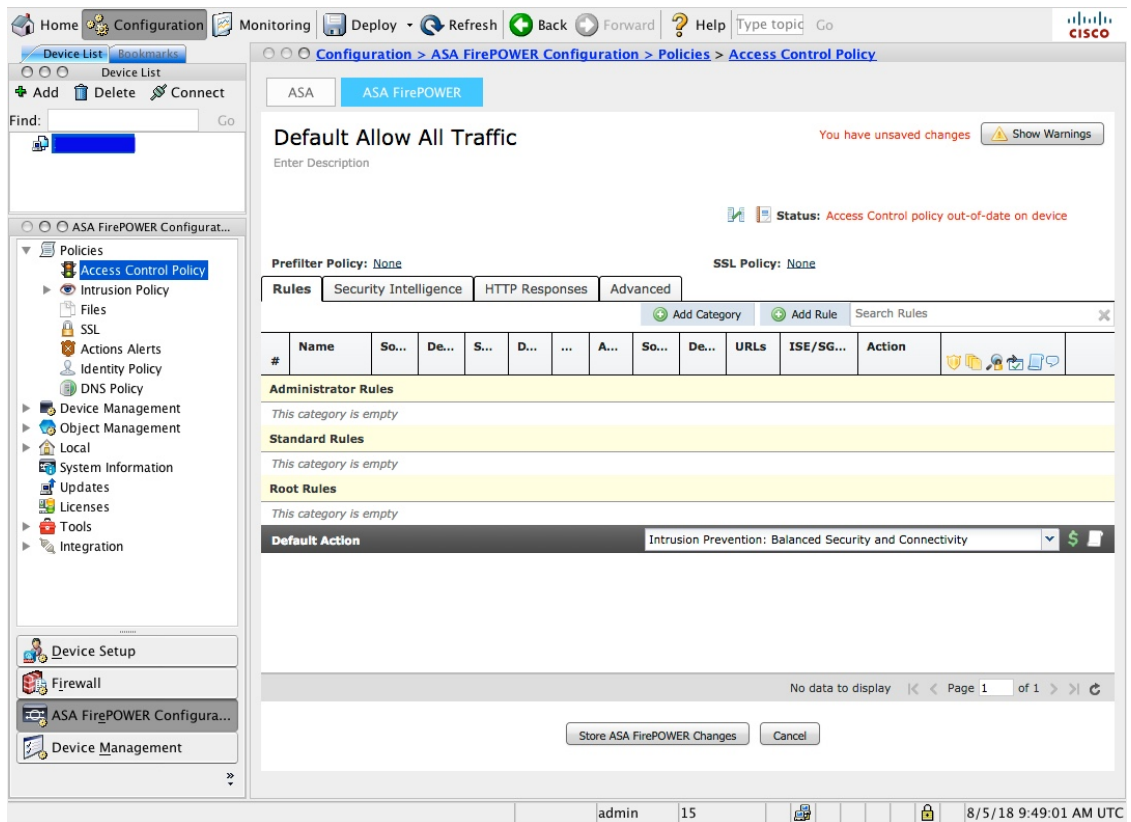 Home Configuration Monitoring Deploy Refresh Back Forward Help Type topic Go
CISCO
Device List Bookmarks
Configuration > ASA FirePOWER Configuration > Policies > Access Control Policy
Device List
Add Delete Connect
ASA ASA FirePOWER
Find: Go
Default Allow All Traffic
You have unsaved changes Show Warnings
Enter Description
Status: Access Control policy out-of-date on device
ASA FirePOWER Configurat...
Policies
Access Control Policy
Intrusion Policy
Files
SSL
Actions Alerts
Identity Policy
DNS Policy
Device Management
Object Management
Local
System Information
Updates
Licenses
Tools
Integration
Prefilter Policy: None SSL Policy: None
Rules Security Intelligence HTTP Responses Advanced
Add Category Add Rule Search Rules
# Name So... De... S... D... ... A... So... De... URLs ISE/SG... Action
Administrator Rules
This category is empty
Standard Rules
This category is empty
Root Rules
This category is empty
Default Action Intrusion Prevention: Balanced Security and Connectivity $
Device Setup
Firewall
ASA FirePOWER Configura...
Device Management
No data to display Page 1 of 1
Store ASA FirePOWER Changes Cancel
admin 15 8/5/18 9:49:01 AM UTC